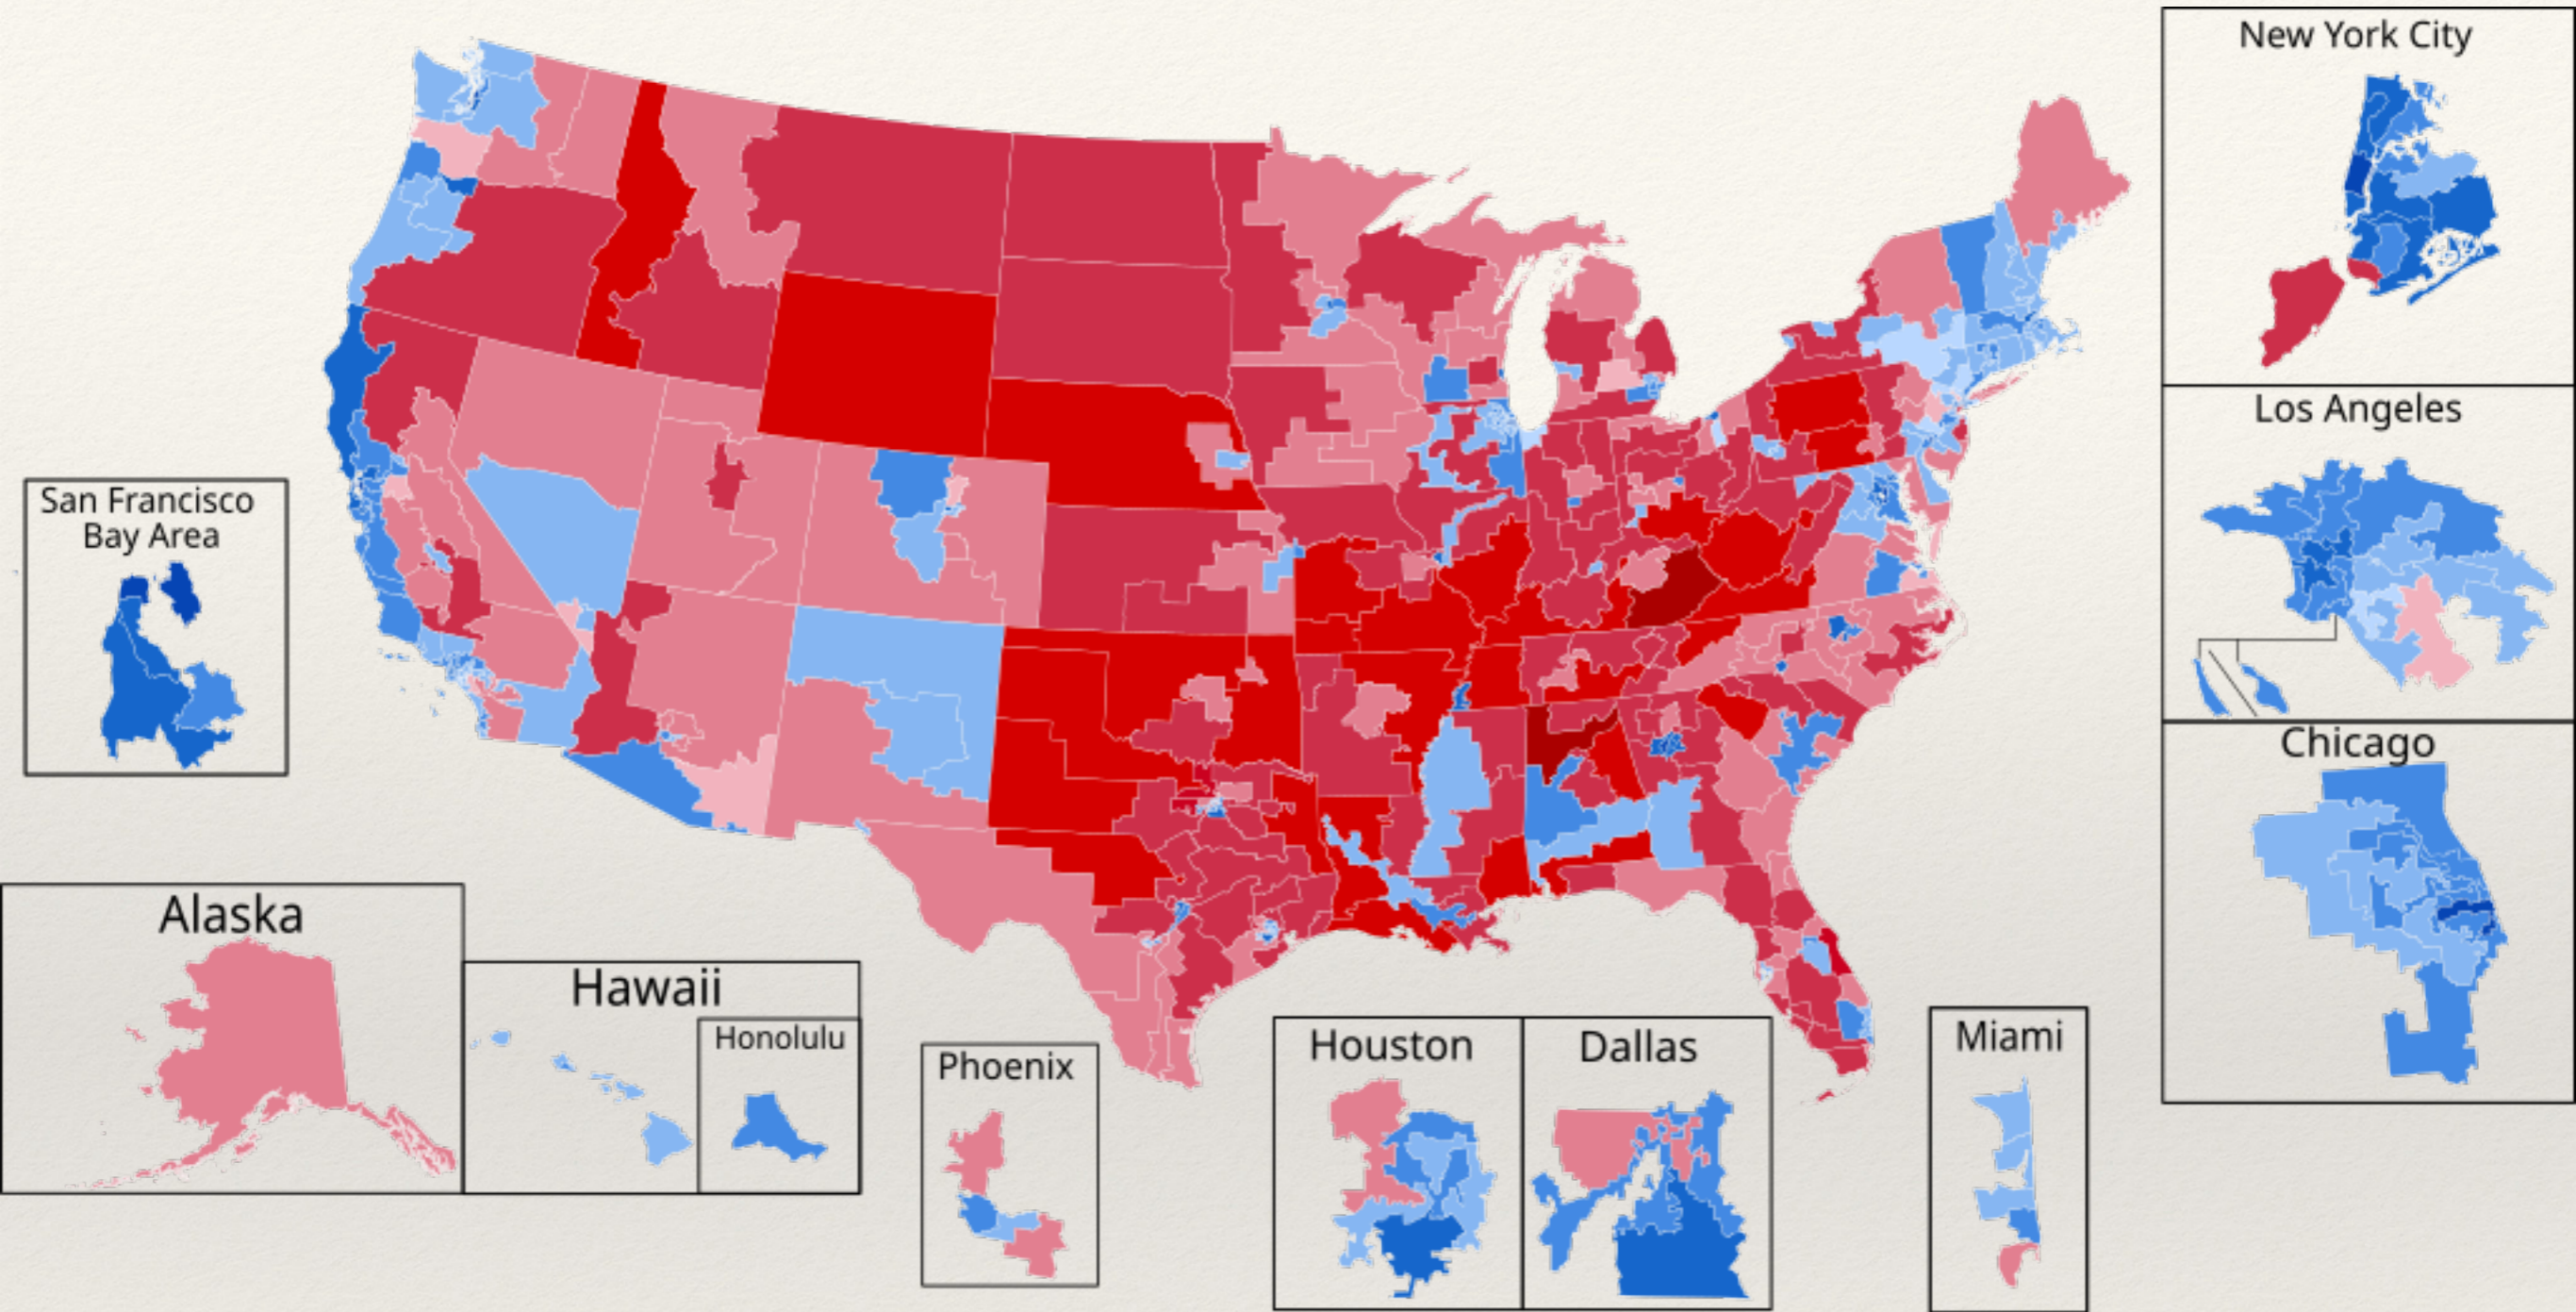 New York City
Los Angeles
San Francisco
Bay Area
Chicago
Alaska
Hawaii
Honolulu
Phoenix
Houston
Dallas
Miami